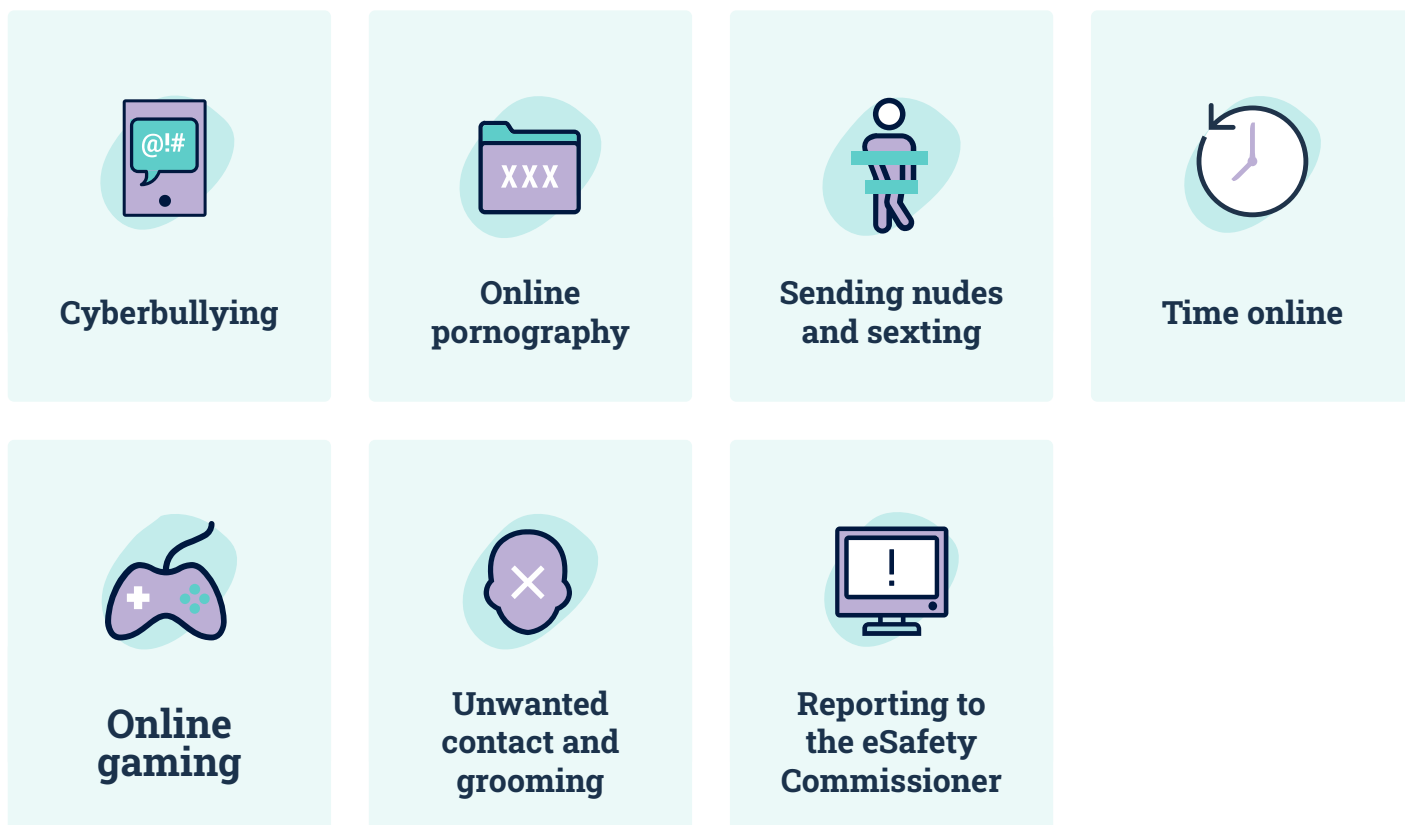 @!#
Cyberbullying
XXX
Online
pornography
Sending nudes
and sexting
Time online
Online
gaming
Unwanted
contact and
grooming
!
Reporting to
the eSafety
Commissioner